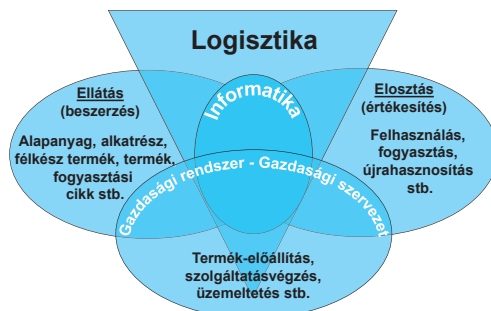 Logisztika
Informatika
Ellátás
(beszerzés)
Alapanyag, alkatrész,
félkész termék, termék,
fogyasztási
cikk stb.
Elosztás
(értékesítés)
Felhasználás,
fogyasztás,
újrahasznosítás
stb.
Gazdasági rendszer - Gazdasági szervezet
Termék-előállítás,
szolgáltatásvégzés,
üzemeltetés stb.